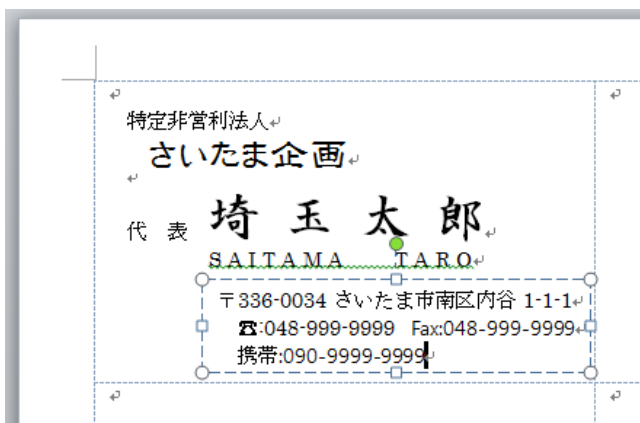 特定非営利法人
さいたま企画
代 表 埼 玉 太 郎
SAITAMA TARO
〒336-0034 さいたま市南区内谷 1-1-1
☎:048-999-9999 Fax:048-999-9999
携帯:090-9999-9999